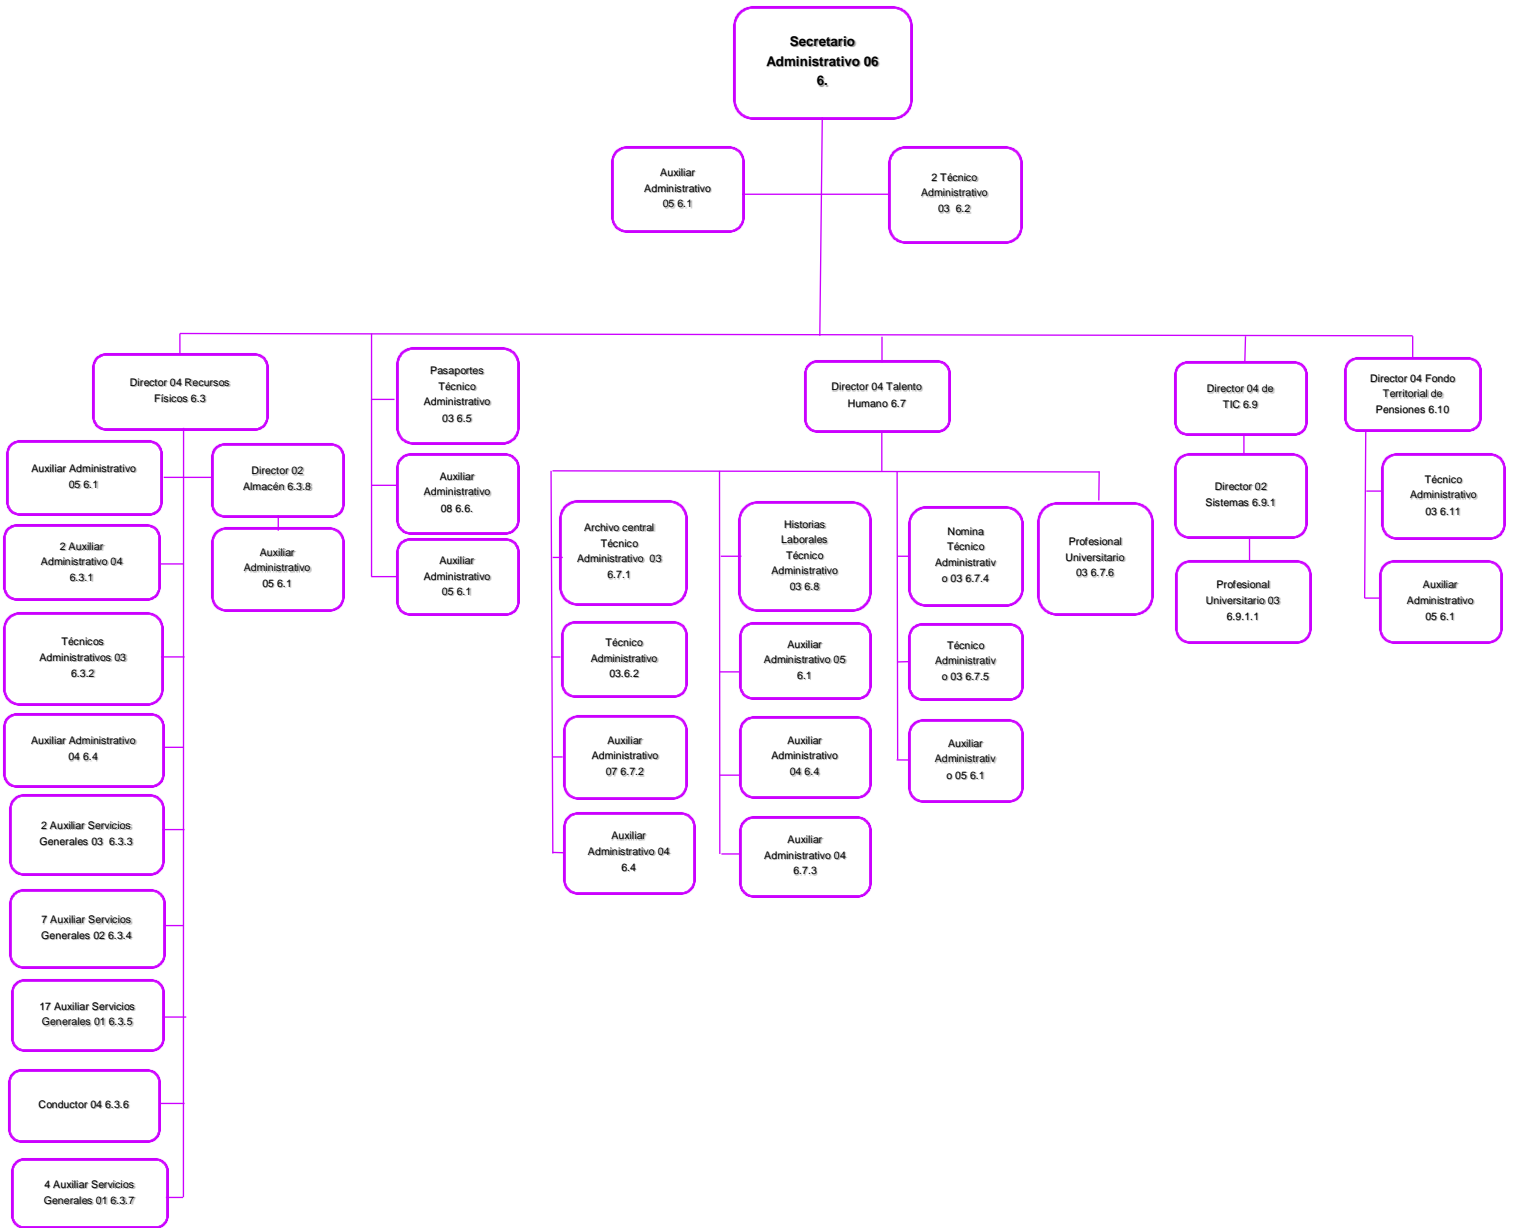 Secretario
Administrativo 06
6.
Auxiliar
Administrativo
05 6.1
2 Técnico
Administrativo
03 6.2
Director 04 Recursos
Físicos 6.3
Auxiliar Administrativo
05 6.1
Director 02
Almacén 6.3.8
2 Auxiliar
Administrativo 04
6.3.1
Auxiliar
Administrativo
05 6.1
Técnicos
Administrativos 03
6.3.2
Auxiliar Administrativo
04 6.4
2 Auxiliar Servicios
Generales 03 6.3.3
7 Auxiliar Servicios
Generales 02 6.3.4
17 Auxiliar Servicios
Generales 01 6.3.5
Conductor 04 6.3.6
4 Auxiliar Servicios
Generales 01 6.3.7
Pasaportes
Técnico
Administrativo
03 6.5
Auxiliar
Administrativo
08 6.6.
Auxiliar
Administrativo
05 6.1
Director 04 Talento
Humano 6.7
Archivo central
Técnico
Administrativo 03
6.7.1
Técnico
Administrativo
03.6.2
Auxiliar
Administrativo
07 6.7.2
Auxiliar
Administrativo 04
6.4
Historias
Laborales
Técnico
Administrativo
03 6.8
Auxiliar
Administrativo 05
6.1
Auxiliar
Administrativo
04 6.4
Auxiliar
Administrativo 04
6.7.3
Nomina
Técnico
Administrativ
o 03 6.7.4
Técnico
Administrativ
o 03 6.7.5
Auxiliar
Administrativ
o 05 6.1
Profesional
Universitario
03 6.7.6
Director 04 de
TIC 6.9
Director 02
Sistemas 6.9.1
Profesional
Universitario 03
6.9.1.1
Director 04 Fondo
Territorial de
Pensiones 6.10
Técnico
Administrativo
03 6.11
Auxiliar
Administrativo
05 6.1